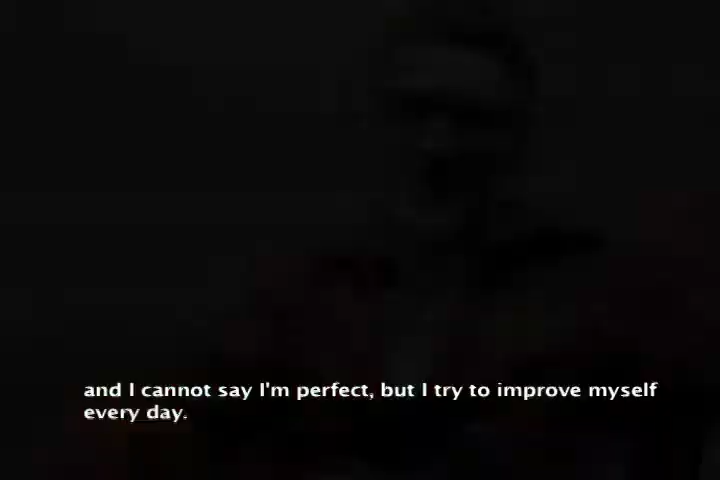 and I cannot say I'm perfect, but I try to improve myself
every day.